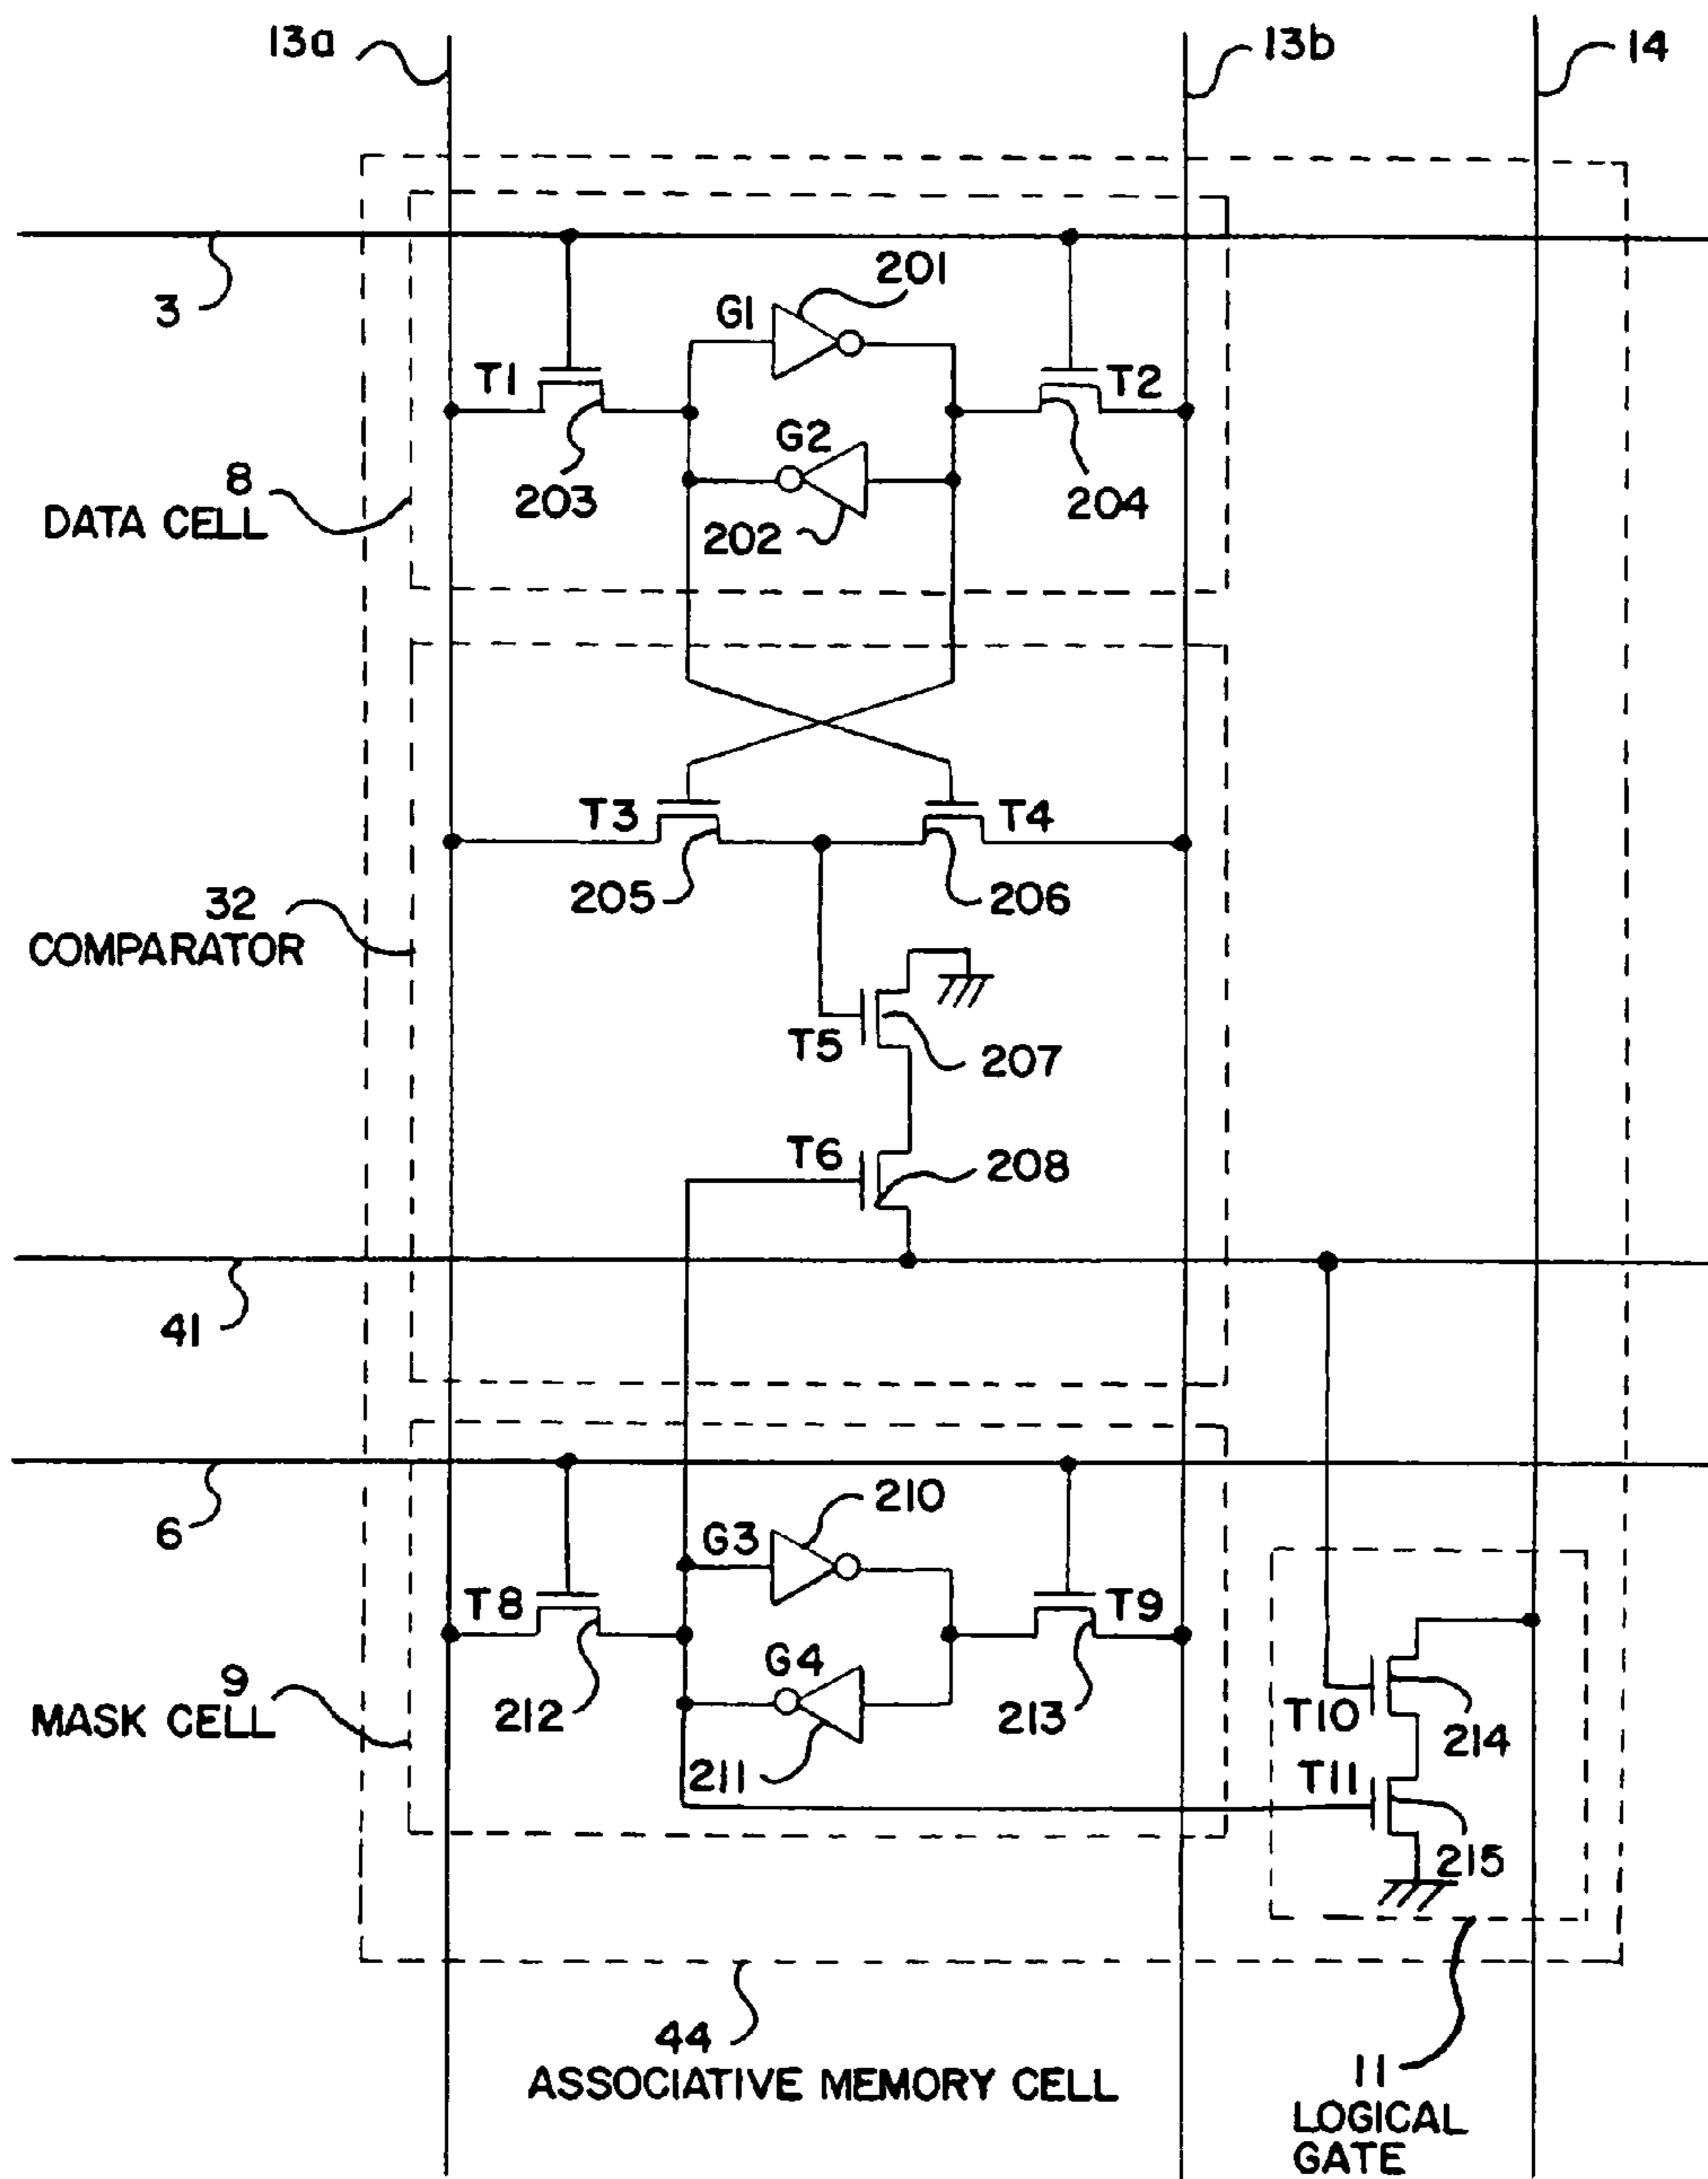 13a
13b
14
3
201
G1
T1
T2
G2
203
204
202
8
DATA CELL
T3
T4
205
206
32
COMPARATOR
T5
207
T6
208
41
6
210
G3
T8
T9
G4
212
213
211
9
MASK CELL
T10
214
T11
215
44
ASSOCIATIVE MEMORY CELL
11
LOGICAL
GATE